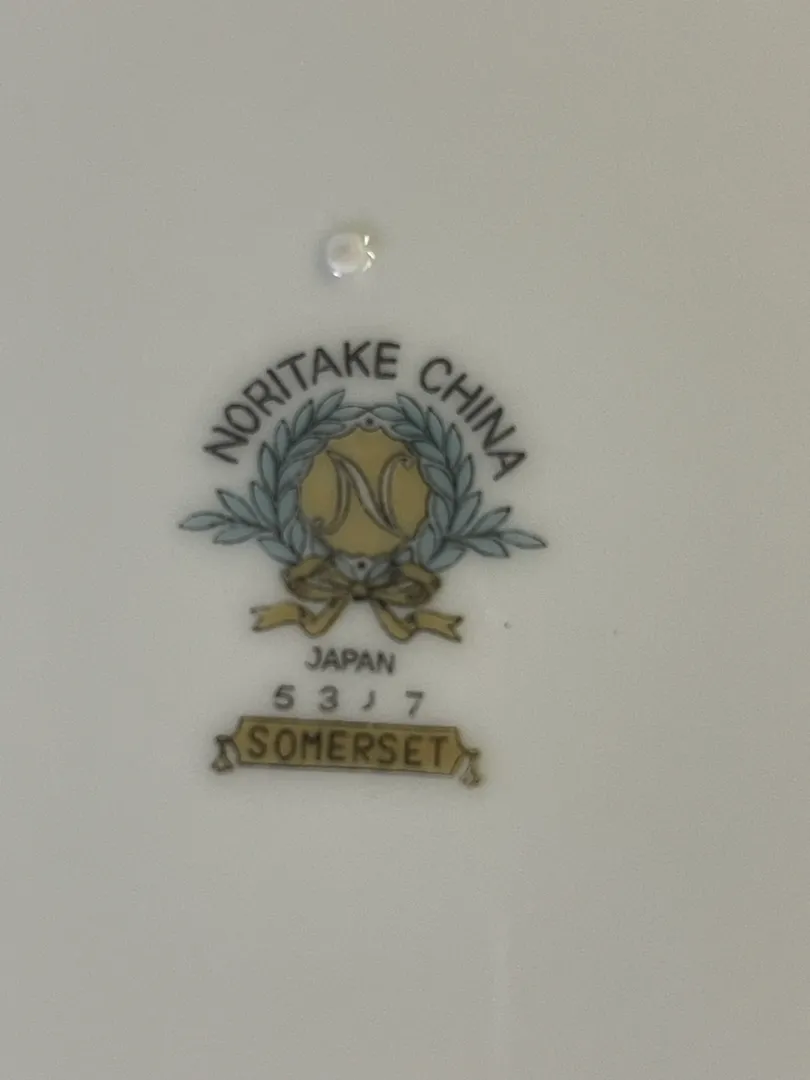 NORITAKE CHINA
N
JAPAN
5317
SOMERSET